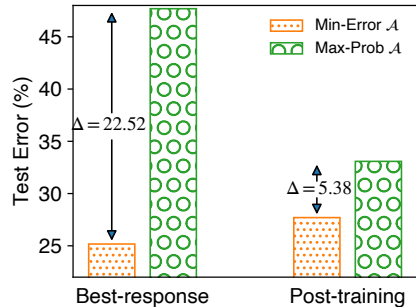 Min-Error 𝒜
Max-Prob 𝒜
Test Error (%)
45
40
35
30
25
Δ = 22.52
Δ = 5.38
Best-response
Post-training